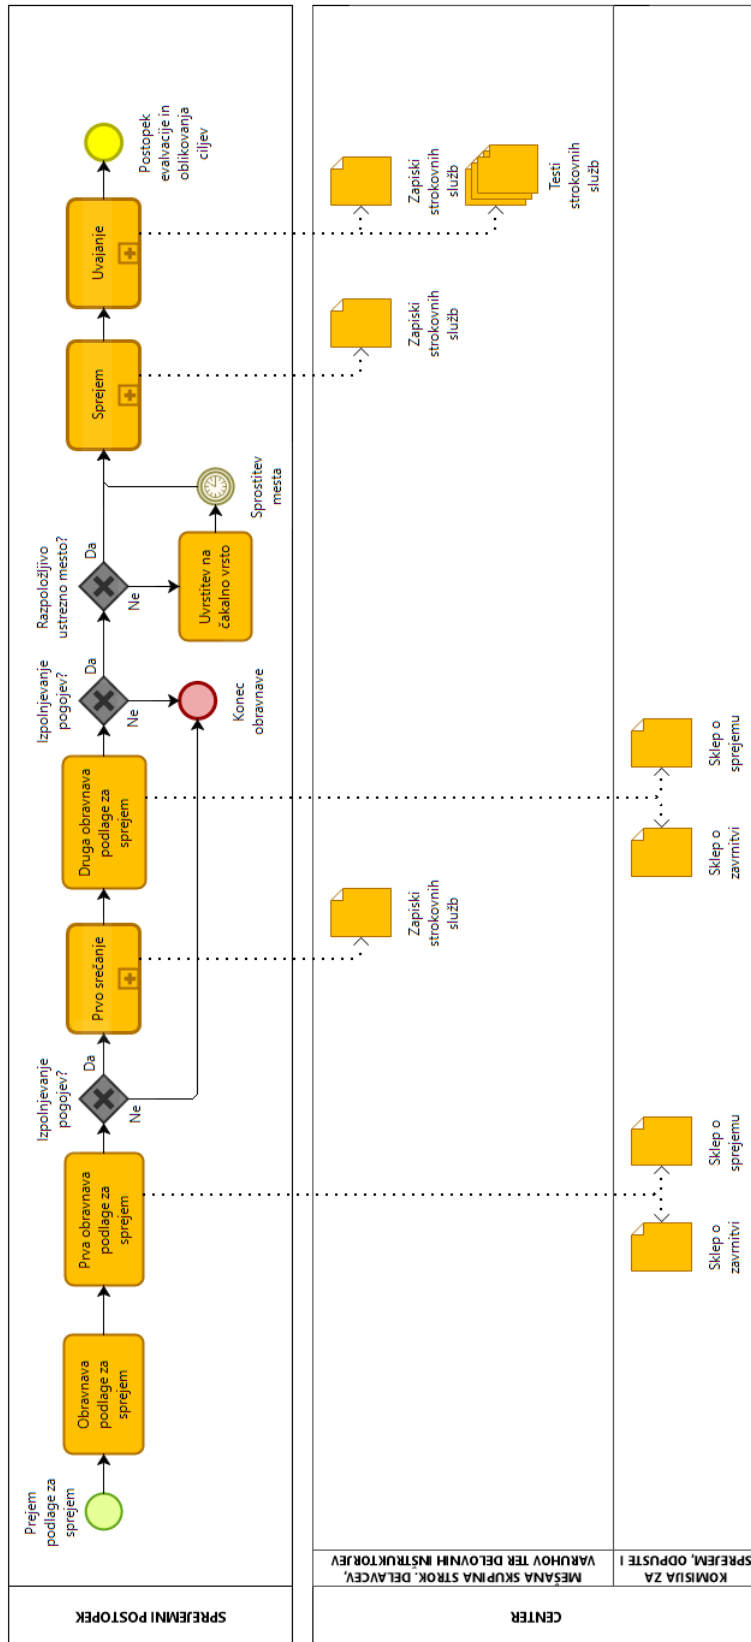 SPREJEMNI POSTOPEK
Prejem
podlage za
sprejem
Obravnava
podlage za
sprejem
Prva obravnava
podlage za
sprejem
Izpolnjevanje
pogojev?
Da
Ne
Prvo srečanje
Druga obravnava
podlage za
sprejem
Izpolnjevanje
pogojev?
Da
Ne
Konec
obravnave
Razpoložljivo
ustrezno mesto?
Da
Ne
Uvrstitev na
čakalno vrsto
Sprostitev
mesta
Sprejem
Uvajanje
Postopek
evalvacije in
oblikovanja
ciljev
CENTER
MEŠANA SKUPINA STROK. DELAVCEV,
VARUHOV TER DELOVNIH INŠTRUKTORJEV
Zapiski
strokovnih
služb
Zapiski
strokovnih
služb
Zapiski
strokovnih
služb
Testi
strokovnih
služb
KOMISIJA ZA
SPREJEM, ODPUSTE I
Sklep o
zavrnitvi
Sklep o
sprejemu
Sklep o
zavrnitvi
Sklep o
sprejemu